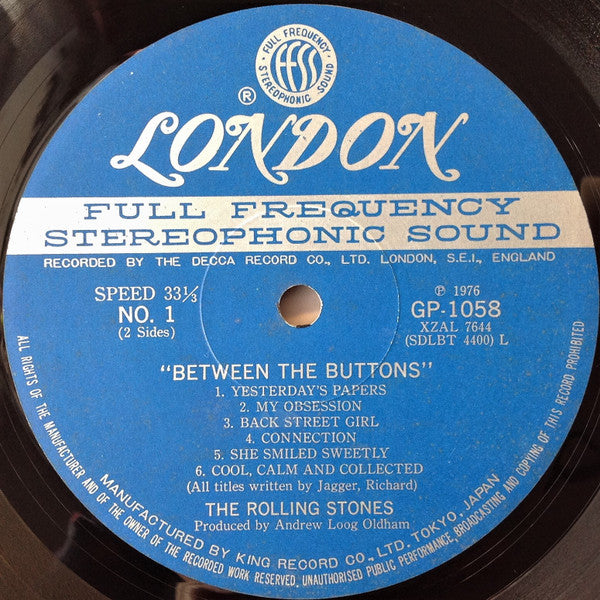 FULL FREQUENCY
STEREOPHONIC SOUND
FFSS
®
LONDON
FULL FREQUENCY
STEREOPHONIC SOUND
RECORDED BY THE DECCA RECORD CO., LTD. LONDON, S.E.I., ENGLAND
SPEED 33⅓
NO. 1
(2 Sides)
℗ 1976
GP-1058
XZAL 7644
(SDLBT 4400) L
"BETWEEN THE BUTTONS"
1. YESTERDAY'S PAPERS
2. MY OBSESSION
3. BACK STREET GIRL
4. CONNECTION
5. SHE SMILED SWEETLY
6. COOL, CALM AND COLLECTED
(All titles written by Jagger, Richard)
THE ROLLING STONES
Produced by Andrew Loog Oldham
MANUFACTURED BY KING RECORD CO., LTD. TOKYO, JAPAN
ALL RIGHTS OF THE MANUFACTURER AND OF THE OWNER OF THE RECORDED WORK RESERVED. UNAUTHORISED PUBLIC PERFORMANCE, BROADCASTING AND COPYING OF THIS RECORD PROHIBITED